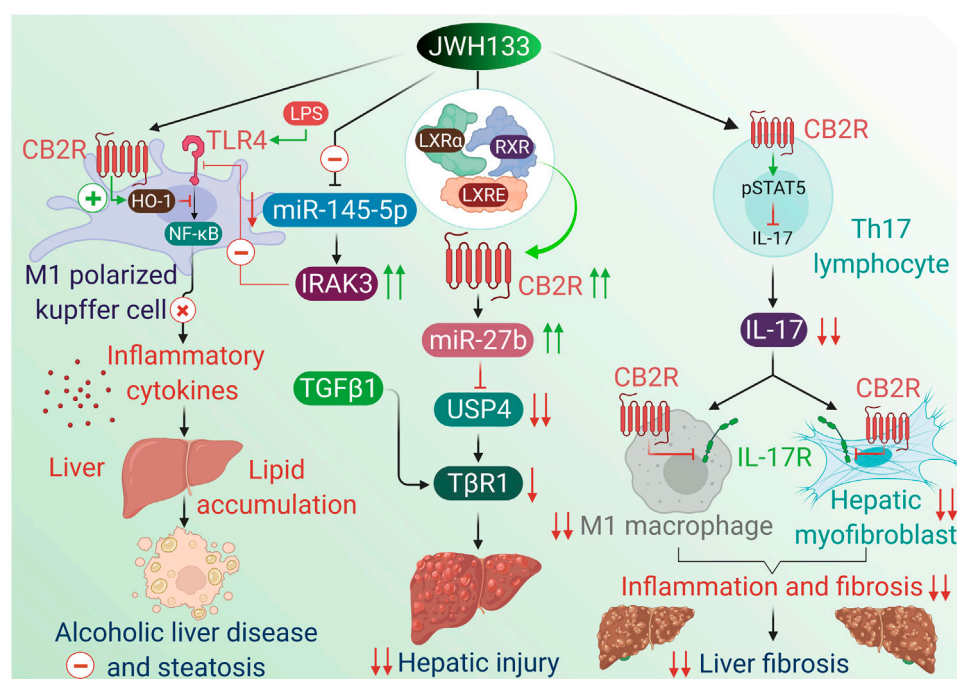 JWH133
LPS
CB2R
TLR4
HO-1
NF-κB
M1 polarized
kupffer cell
miR-145-5p
IRAK3
Inflammatory
cytokines
Liver
Lipid
accumulation
Alcoholic liver disease
and steatosis
LXRα
RXR
LXRE
CB2R
miR-27b
TGFβ1
USP4
TβR1
Hepatic injury
CB2R
pSTAT5
IL-17
Th17
lymphocyte
IL-17
CB2R
CB2R
IL-17R
M1 macrophage
Hepatic
myofibroblast
Inflammation and fibrosis
Liver fibrosis